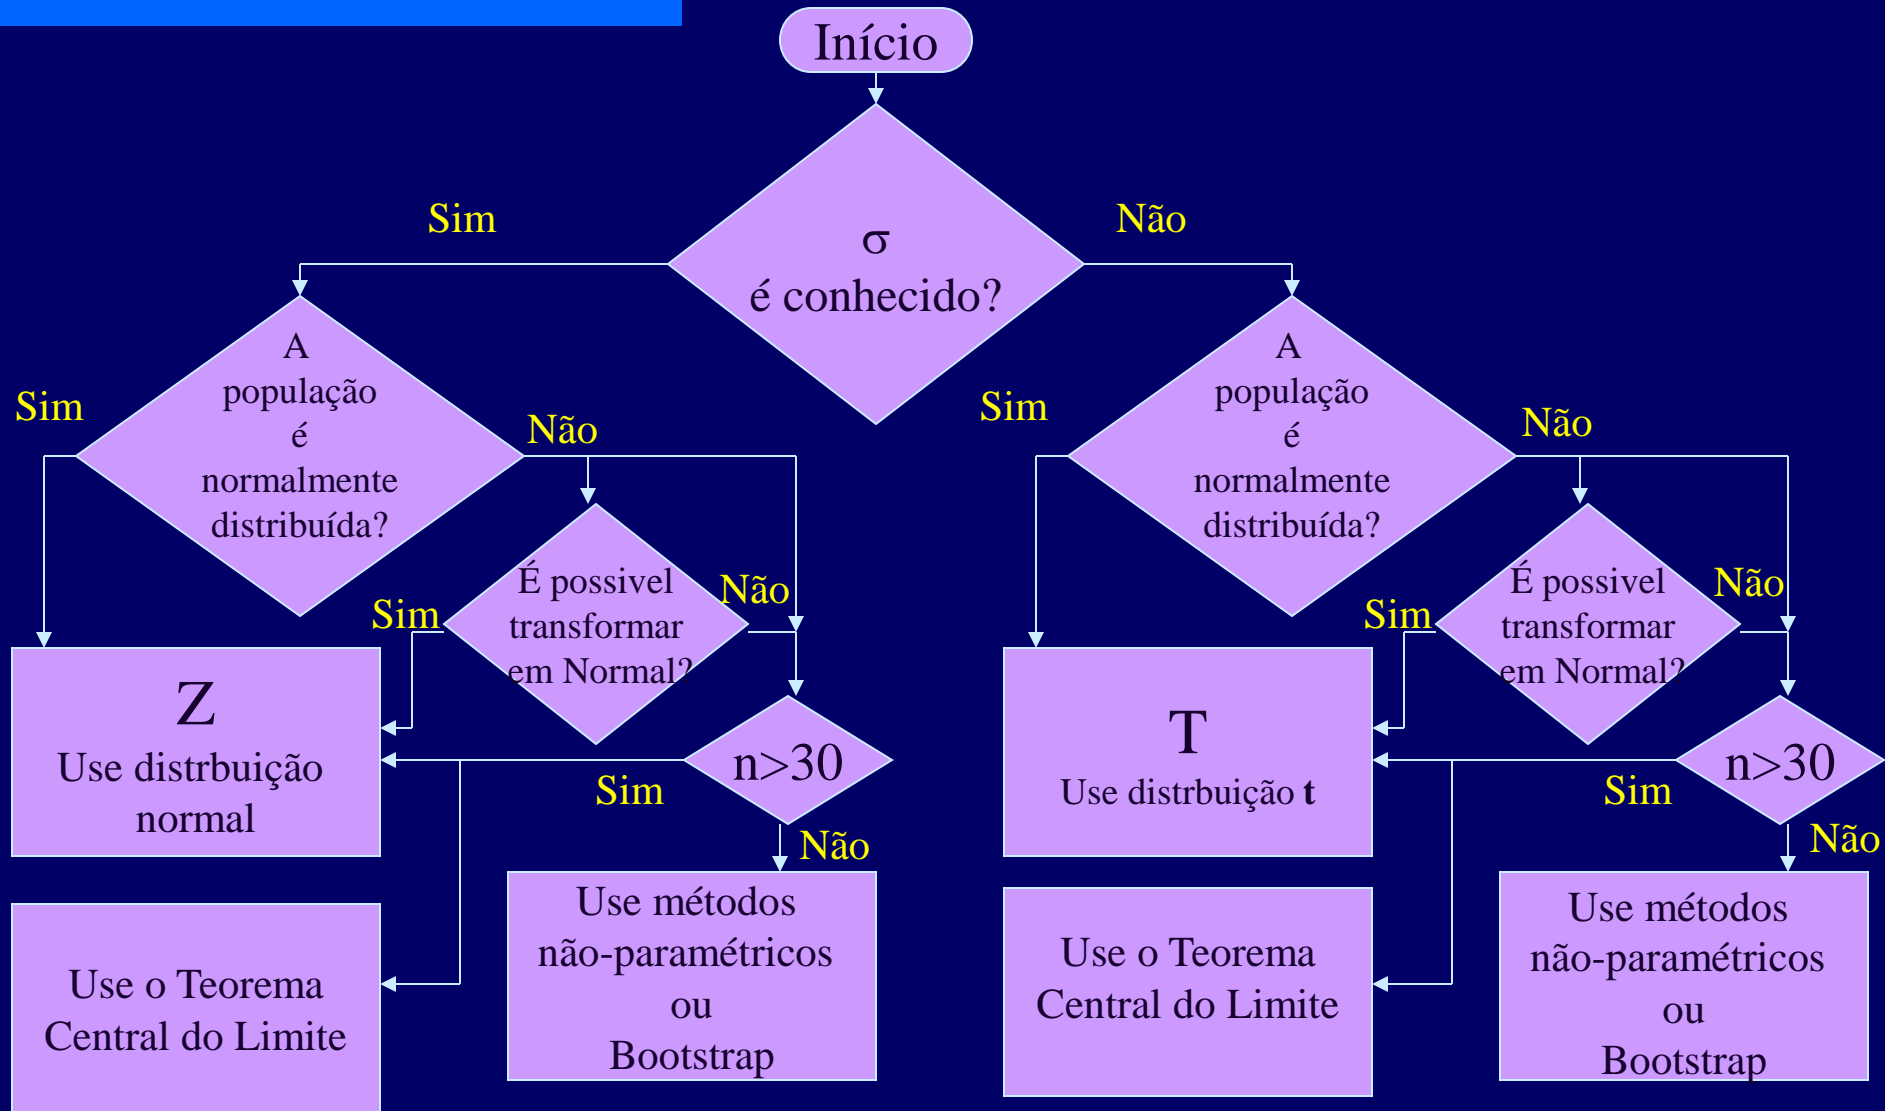 Início
σ
é conhecido?
Sim
Não
A
população
é
normalmente
distribuída?
Sim
Não
É possivel
transformar
em Normal?
Sim
Não
Z
Use distrbuição
normal
n>30
Sim
Não
Use o Teorema
Central do Limite
Use métodos
não-paramétricos
ou
Bootstrap
A
população
é
normalmente
distribuída?
Sim
Não
É possivel
transformar
em Normal?
Sim
Não
T
Use distrbuição t
n>30
Sim
Não
Use o Teorema
Central do Limite
Use métodos
não-paramétricos
ou
Bootstrap